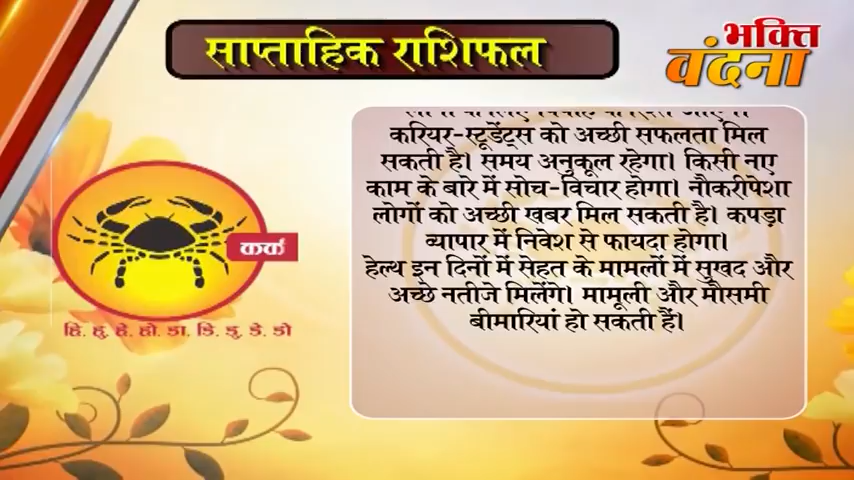 साप्ताहिक राशिफल
भक्ति
वंदना
करियर-स्टूडेंट्स को अच्छी सफलता मिल
सकती है। समय अनुकूल रहेगा। किसी नए
काम के बारे में सोच-विचार होगा। नौकरीपेशा
लोगों को अच्छी खबर मिल सकती है। कपड़ा
व्यापार में निवेश से फायदा होगा।
हेल्थ इन दिनों में सेहत के मामलों में सुखद और
अच्छे नतीजे मिलेंगे। मामूली और मौसमी
बीमारियां हो सकती हैं।
कर्क
हि. हु. हे. हो. डा. डि. डु. डे. डो